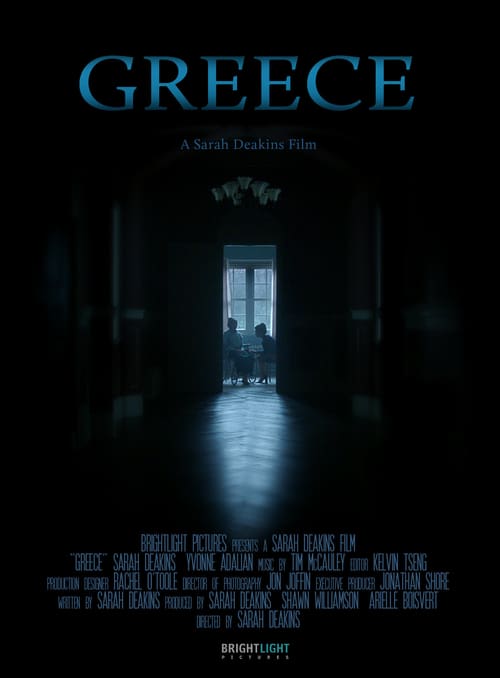 GREECE
A Sarah Deakins Film
BRIGHTLIGHT PICTURES PRESENTS A SARAH DEAKINS FILM
"GREECE" SARAH DEAKINS YVONNE ADALIAN MUSIC BY TIM McCAULEY EDITOR KELVIN TSENG
PRODUCTION DESIGNER RACHEL O'TOOLE DIRECTOR OF PHOTOGRAPHY JON JOFFIN EXECUTIVE PRODUCER JONATHAN SHORE
WRITTEN BY SARAH DEAKINS PRODUCED BY SARAH DEAKINS SHAWN WILLIAMSON ARIELLE BOISVERT
DIRECTED BY SARAH DEAKINS
BRIGHTLIGHT
PICTURES